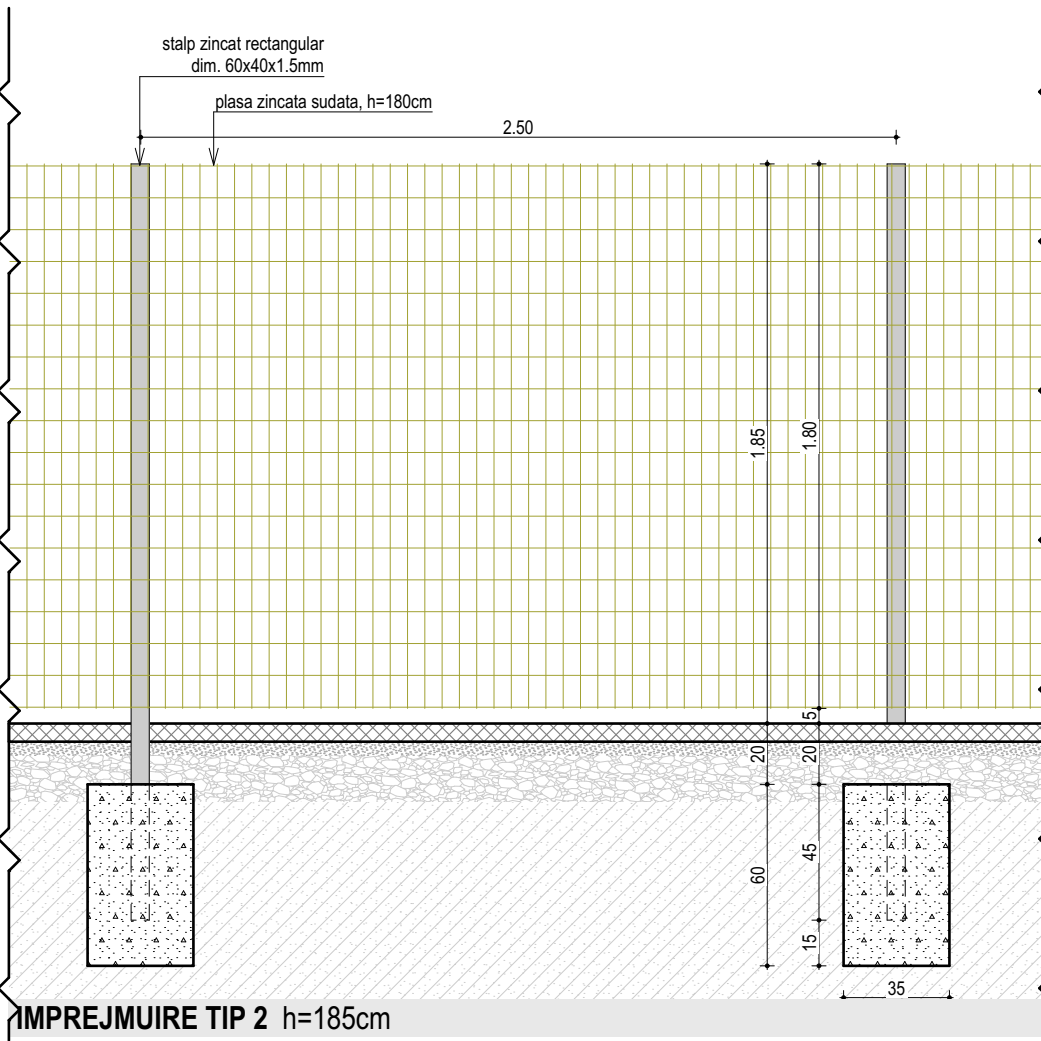 stalp zincat rectangular
dim. 60x40x1.5mm
plasa zincata sudata, h=180cm
2.50
1.85
1.80
5
20
20
45
60
15
35
IMPREJMUIRE TIP 2 h=185cm